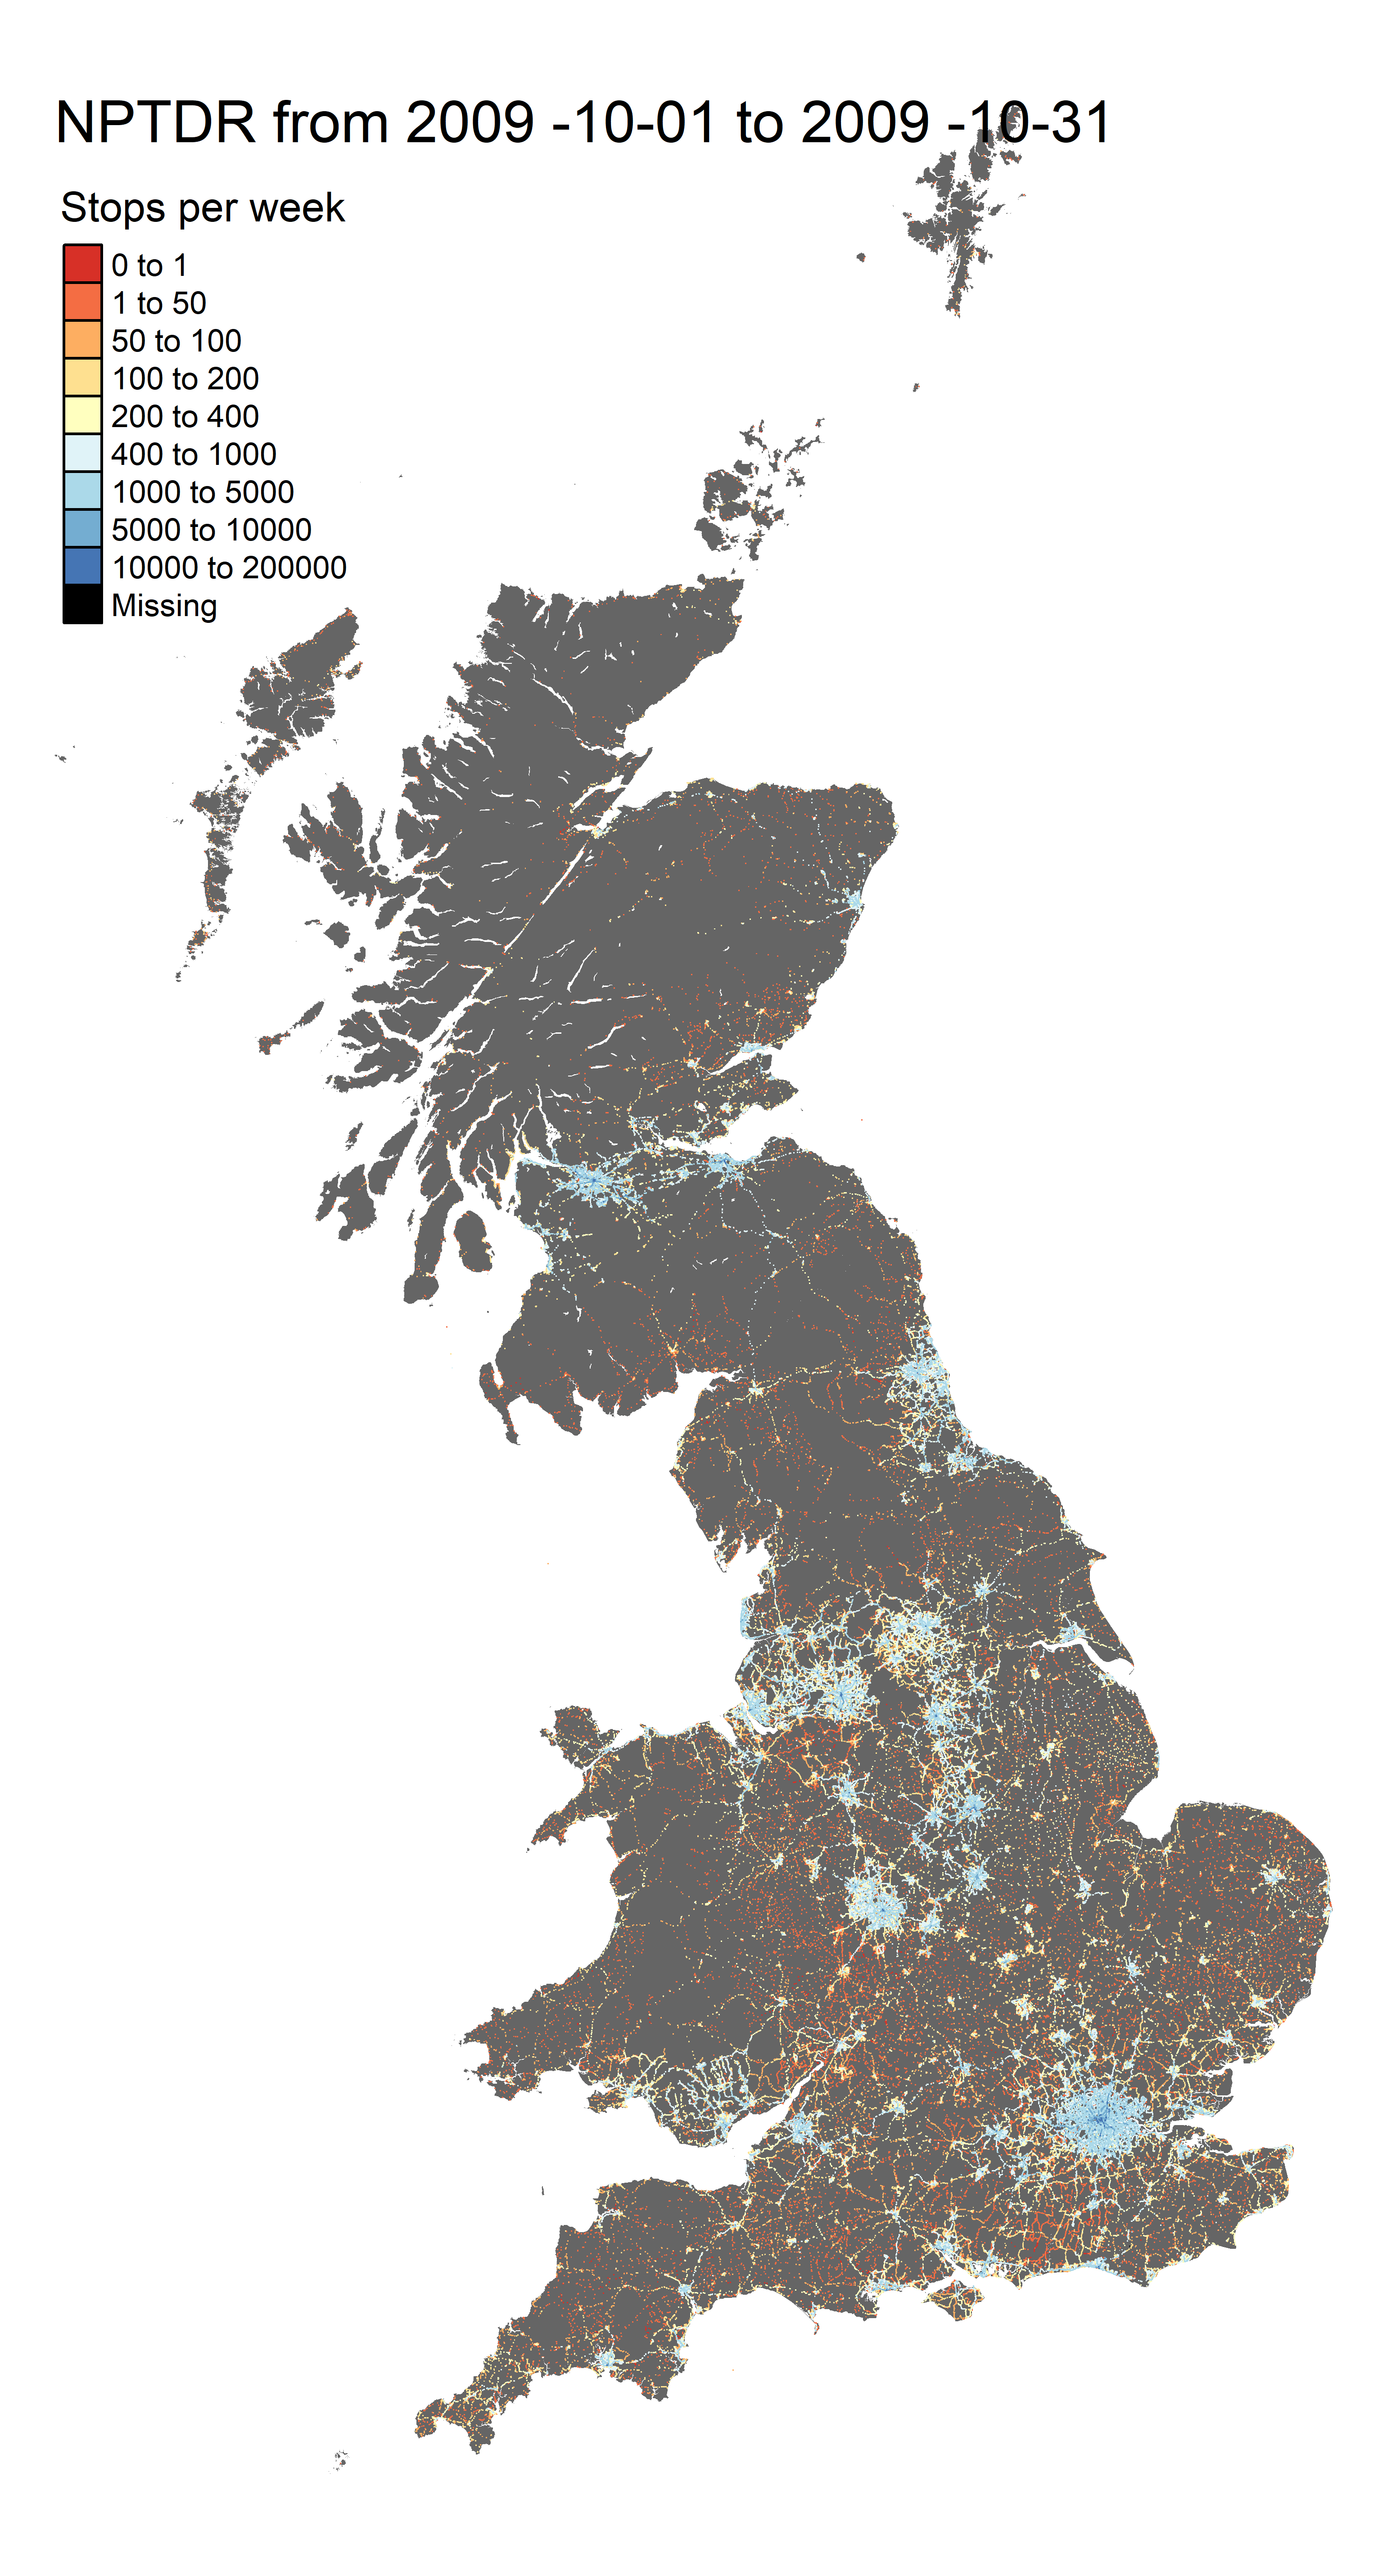 NPTDR from 2009 -10-01 to 2009 -10-31
Stops per week
0 to 1
1 to 50
50 to 100
100 to 200
200 to 400
400 to 1000
1000 to 5000
5000 to 10000
10000 to 200000
Missing